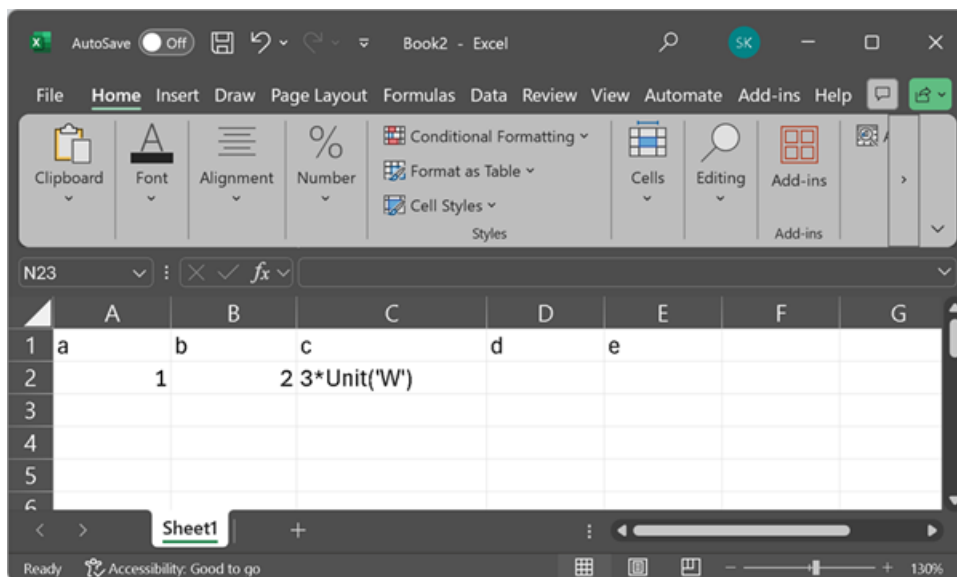 AutoSave Off Book2 - Excel SK
File Home Insert Draw Page Layout Formulas Data Review View Automate Add-ins Help
Clipboard Font Alignment Number Conditional Formatting Format as Table Cell Styles Styles Cells Editing Add-ins Add-ins
N23 fx
A B C D E F G
1 a b c d e
2 1 2 3*Unit('W')
3
4
5
6
Sheet1 +
Ready Accessibility: Good to go 130%